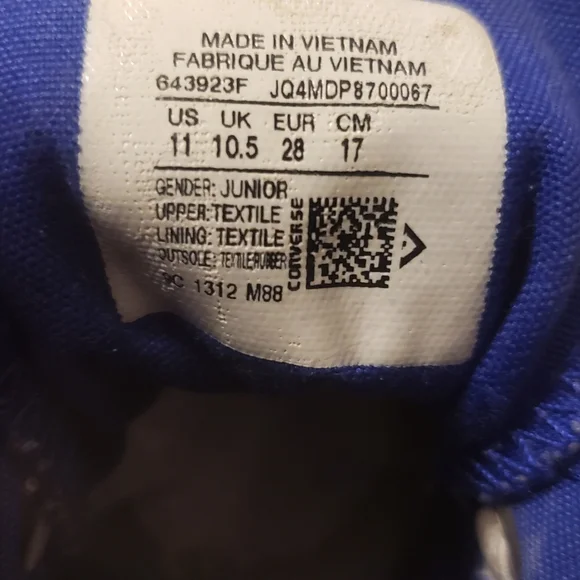 MADE IN VIETNAM
FABRIQUE AU VIETNAM
643923F JQ4MDP8700067
US UK EUR CM
11 10.5 28 17
GENDER: JUNIOR
UPPER: TEXTILE
LINING: TEXTILE
OUTSOLE: TEXTILE/RUBBER
1312 M88
CONVERSE